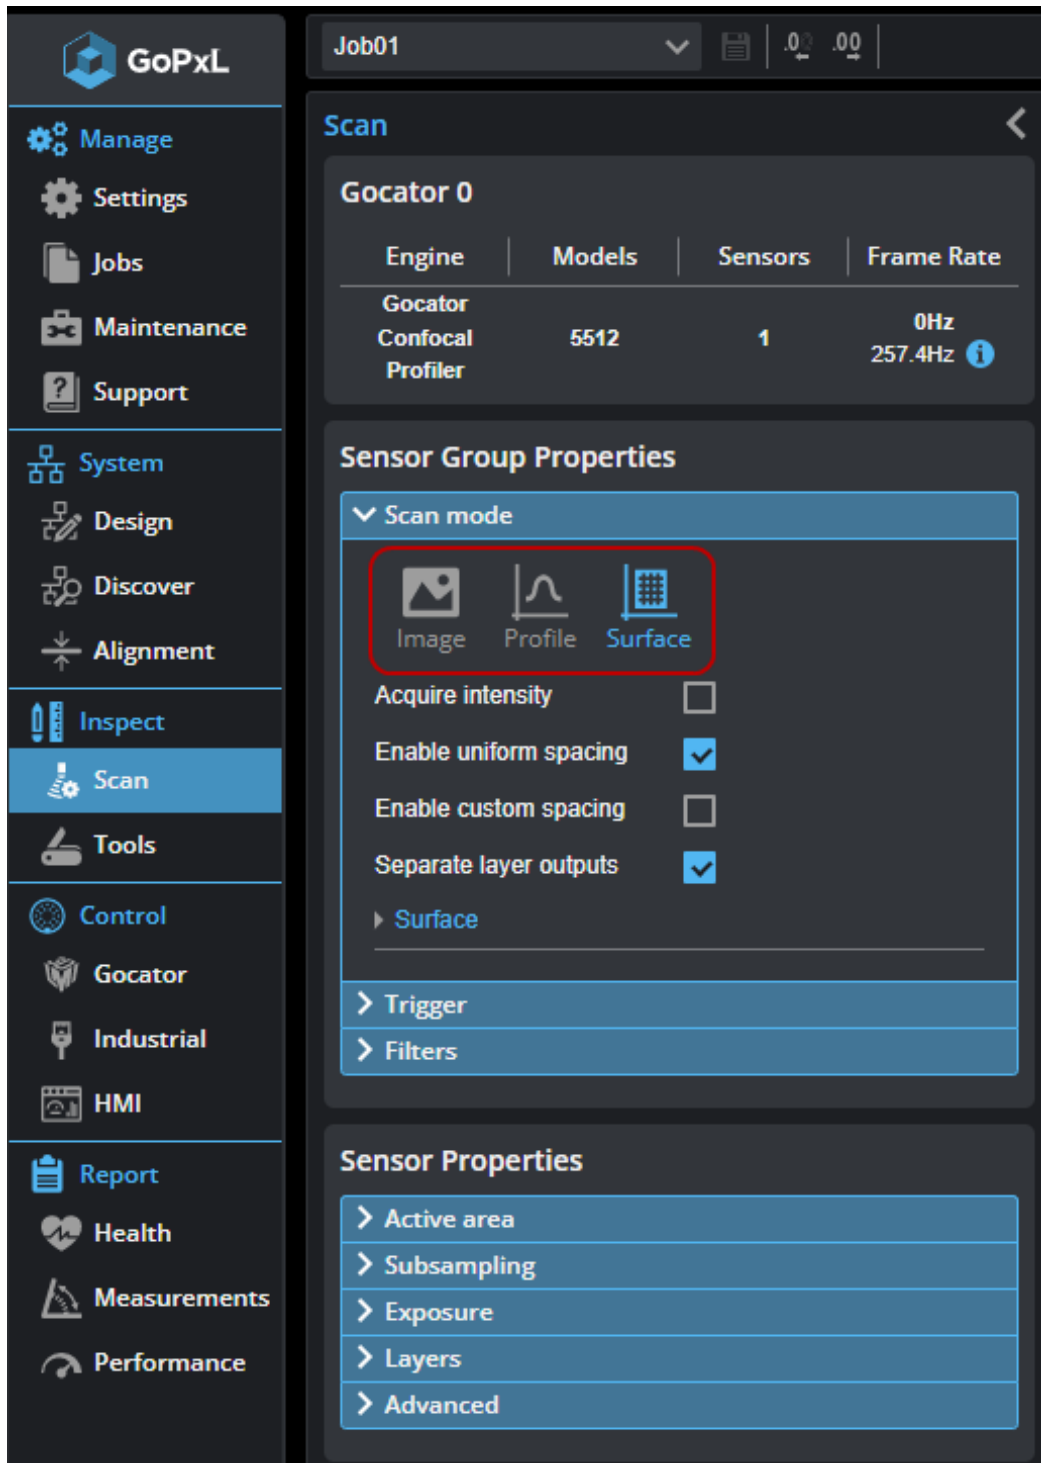 GoPxL
Manage
Settings
Jobs
Maintenance
Support
System
Design
Discover
Alignment
Inspect
Scan
Tools
Control
Gocator
Industrial
HMI
Report
Health
Measurements
Performance
Job01
.00
.00
Scan
Gocator 0
Engine Models Sensors Frame Rate
Gocator
Confocal
Profiler
5512
1
0Hz
257.4Hz
Sensor Group Properties
Scan mode
Image Profile Surface
Acquire intensity
Enable uniform spacing
Enable custom spacing
Separate layer outputs
Surface
Trigger
Filters
Sensor Properties
Active area
Subsampling
Exposure
Layers
Advanced